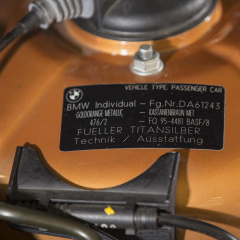 VEHICLE TYPE: PASSENGER CAR
BMW Individual - Fg.Nr.DA61243
GOLDORANGE METALLIC — KASTANIENBRAUN MET
476/2 — FQ 95-4481 BASF/8
FUELLER TITANSILBER
Technik / Ausstattung